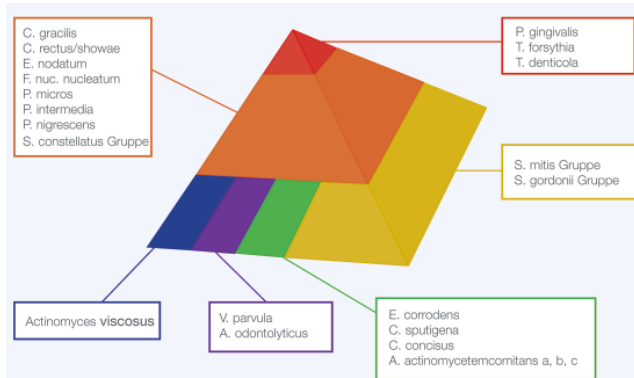 C. gracilis
C. rectus/showae
E. nodatum
F. nuc. nucleatum
P. micros
P. intermedia
P. nigrescens
S. constellatus Gruppe
P. gingivalis
T. forsythia
T. denticola
S. mitis Gruppe
S. gordonii Gruppe
Actinomyces viscosus
V. parvula
A. odontolyticus
E. corrodens
C. sputigena
C. concisus
A. actinomycetemcomitans a, b, c